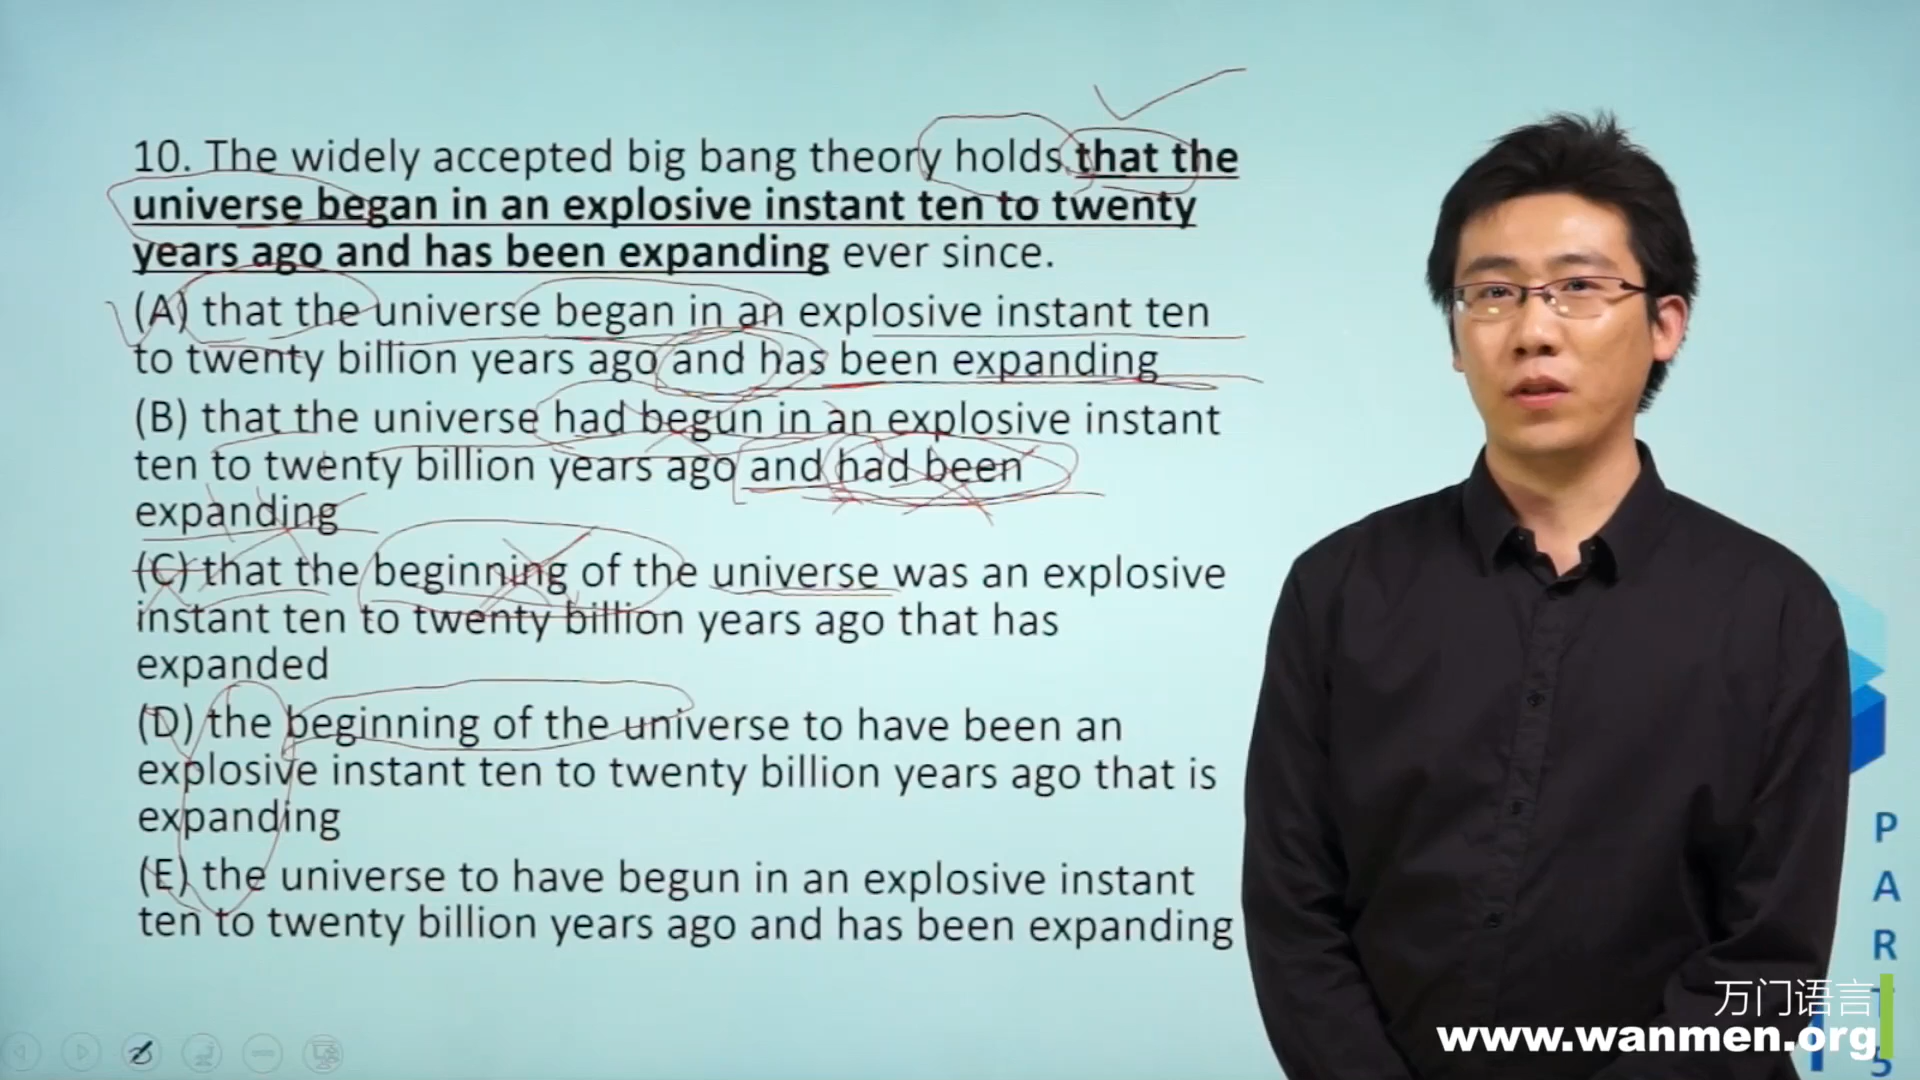 10. The widely accepted big bang theory holds that the
universe began in an explosive instant ten to twenty
years ago and has been expanding ever since.
(A) that the universe began in an explosive instant ten
to twenty billion years ago and has been expanding
(B) that the universe had begun in an explosive instant
ten to twenty billion years ago and had been
expanding
(C) that the beginning of the universe was an explosive
instant ten to twenty billion years ago that has
expanded
(D) the beginning of the universe to have been an
explosive instant ten to twenty billion years ago that is
expanding
(E) the universe to have begun in an explosive instant
ten to twenty billion years ago and has been expanding
P
A
R
T
5
万门语言
www.wanmen.org